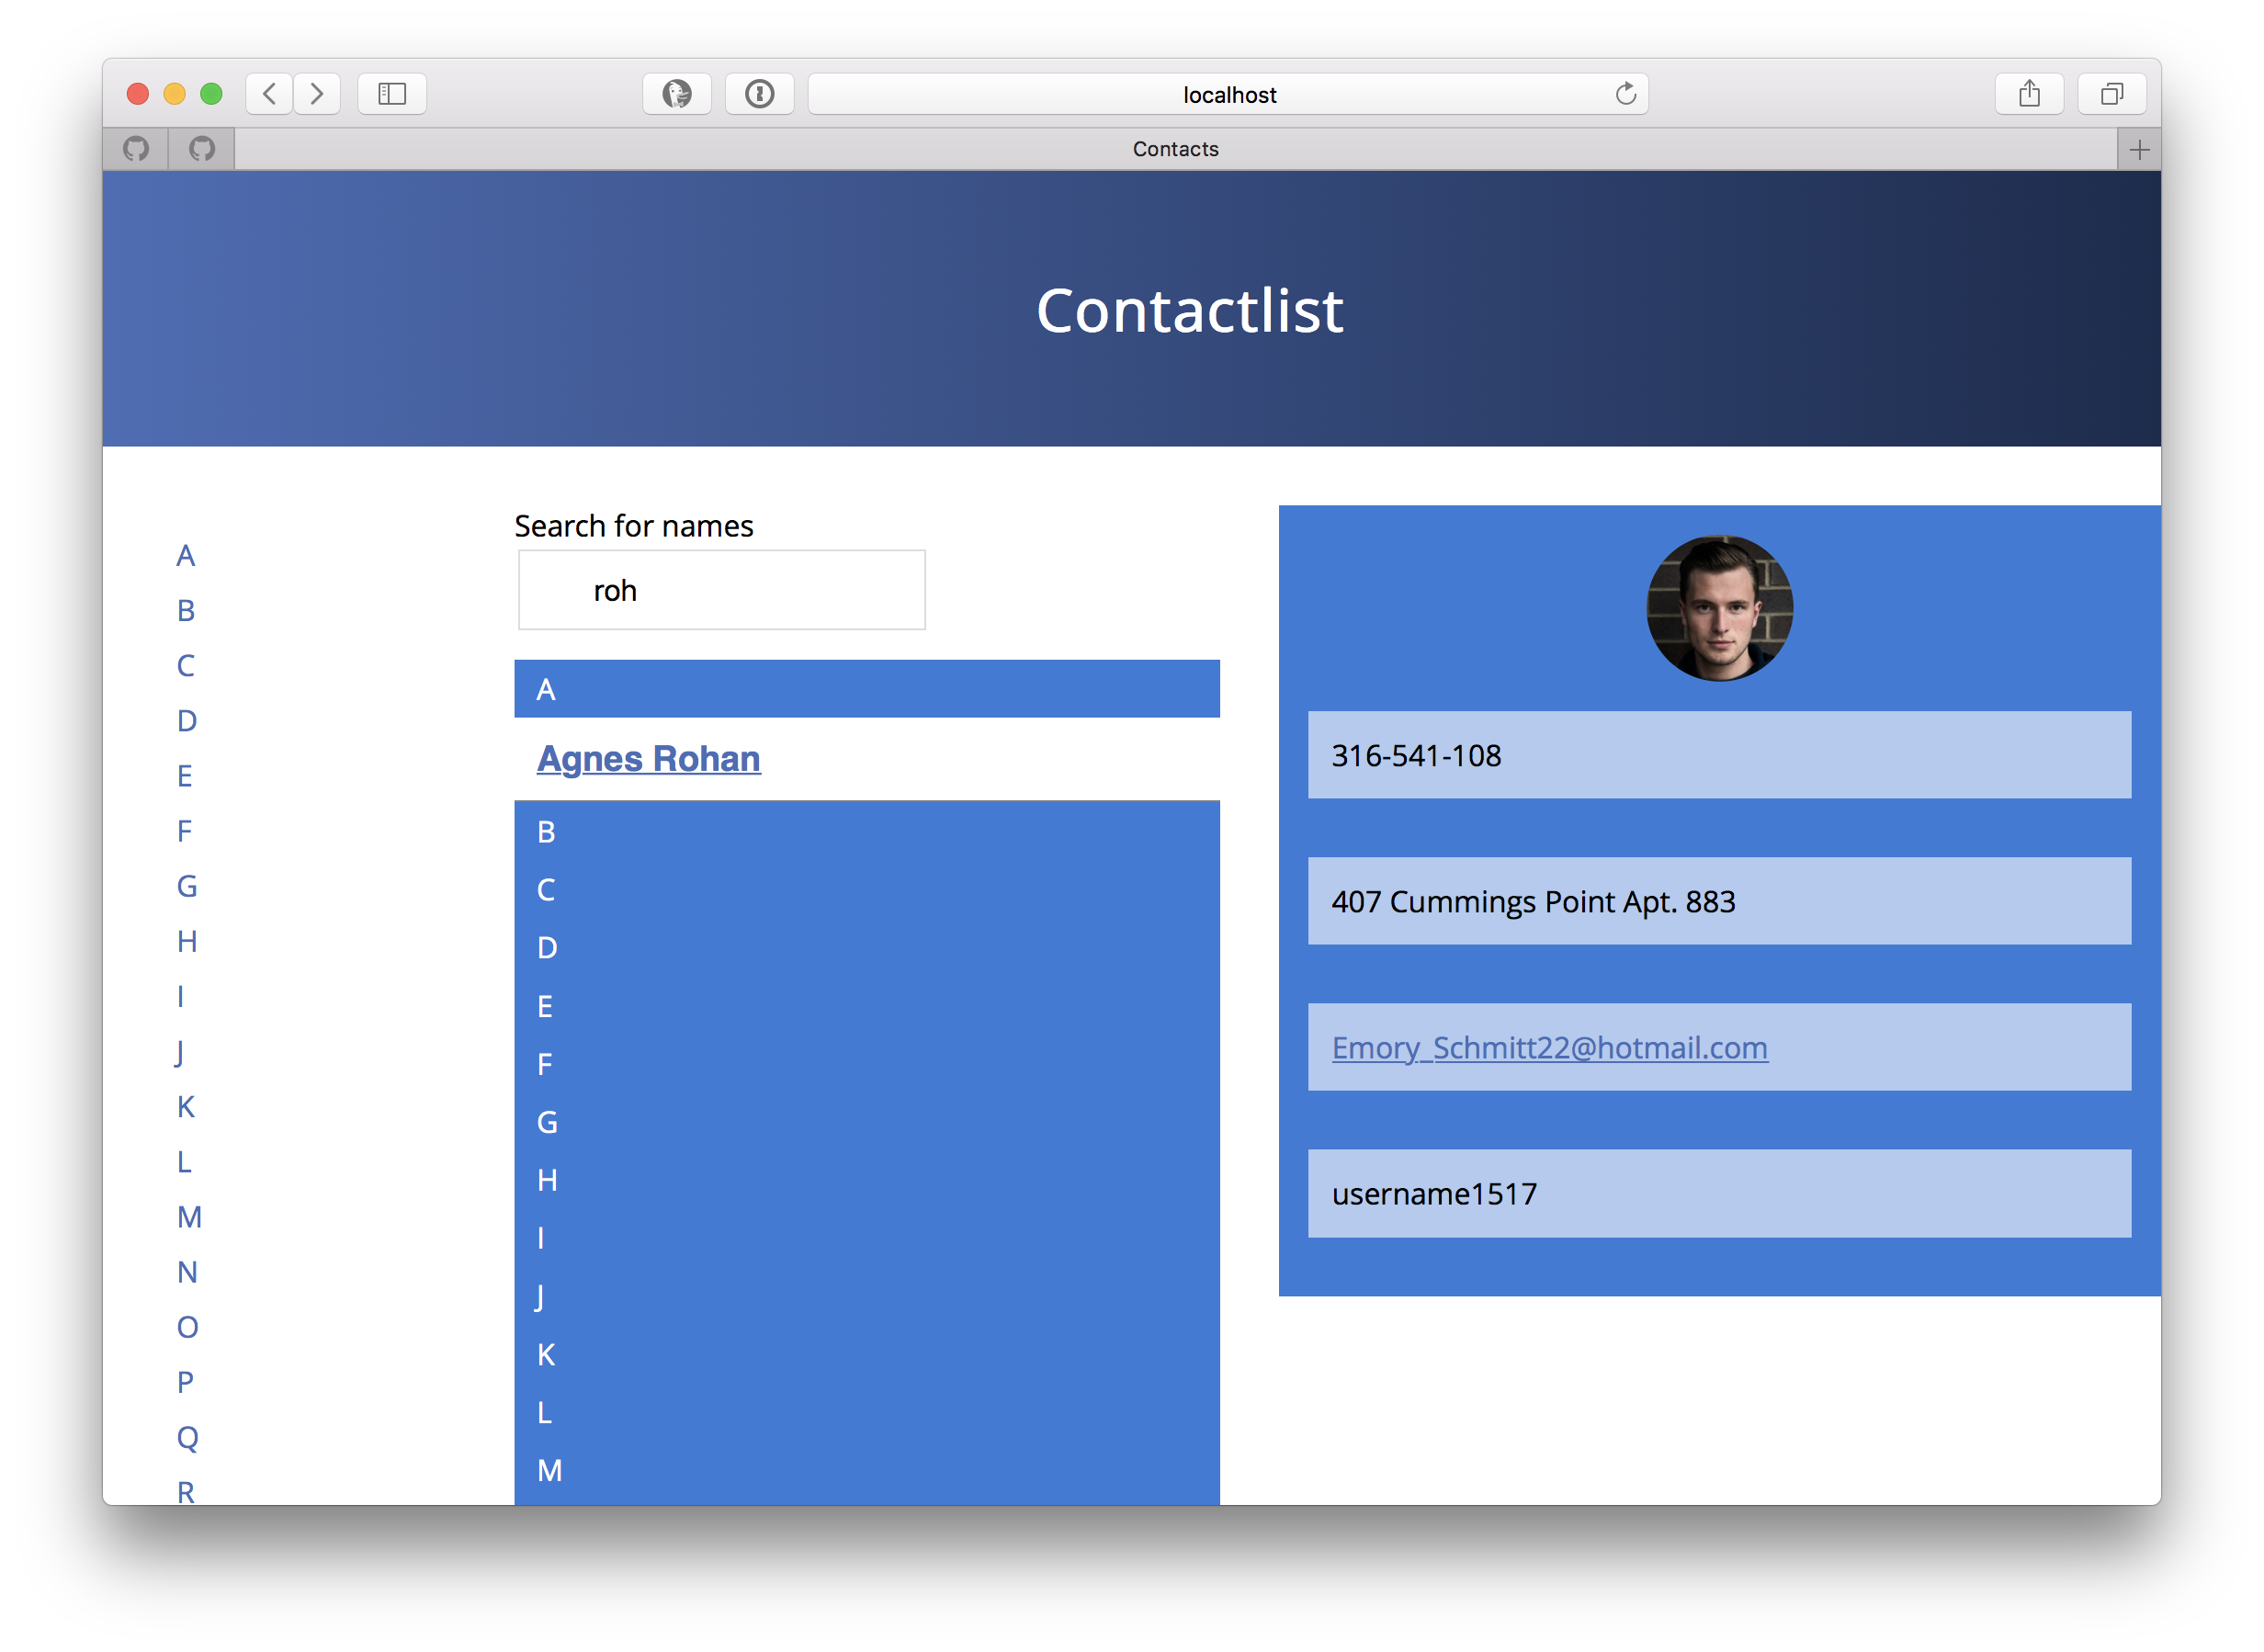 localhost
Contacts
Contactlist
A
B
C
D
E
F
G
H
I
J
K
L
M
N
O
P
Q
R
Search for names
roh
A
Agnes Rohan
B
C
D
E
F
G
H
I
J
K
L
M
316-541-108
407 Cummings Point Apt. 883
Emory_Schmitt22@hotmail.com
username1517